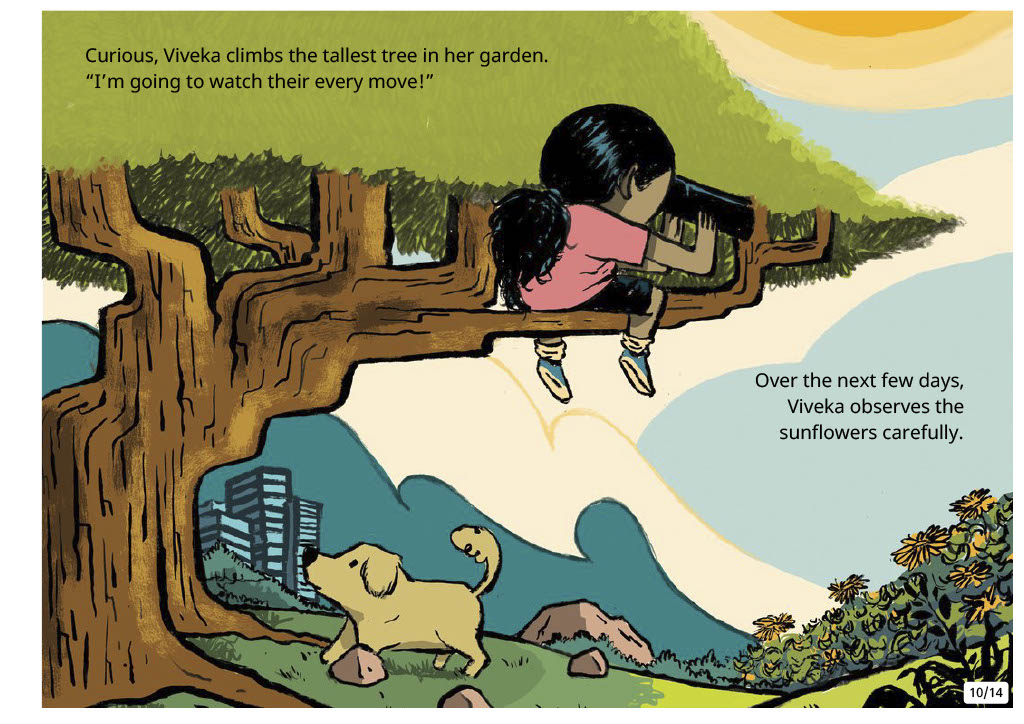 Curious, Viveka climbs the tallest tree in her garden.
“I’m going to watch their every move!”
Over the next few days,
Viveka observes the
sunflowers carefully.
10/14